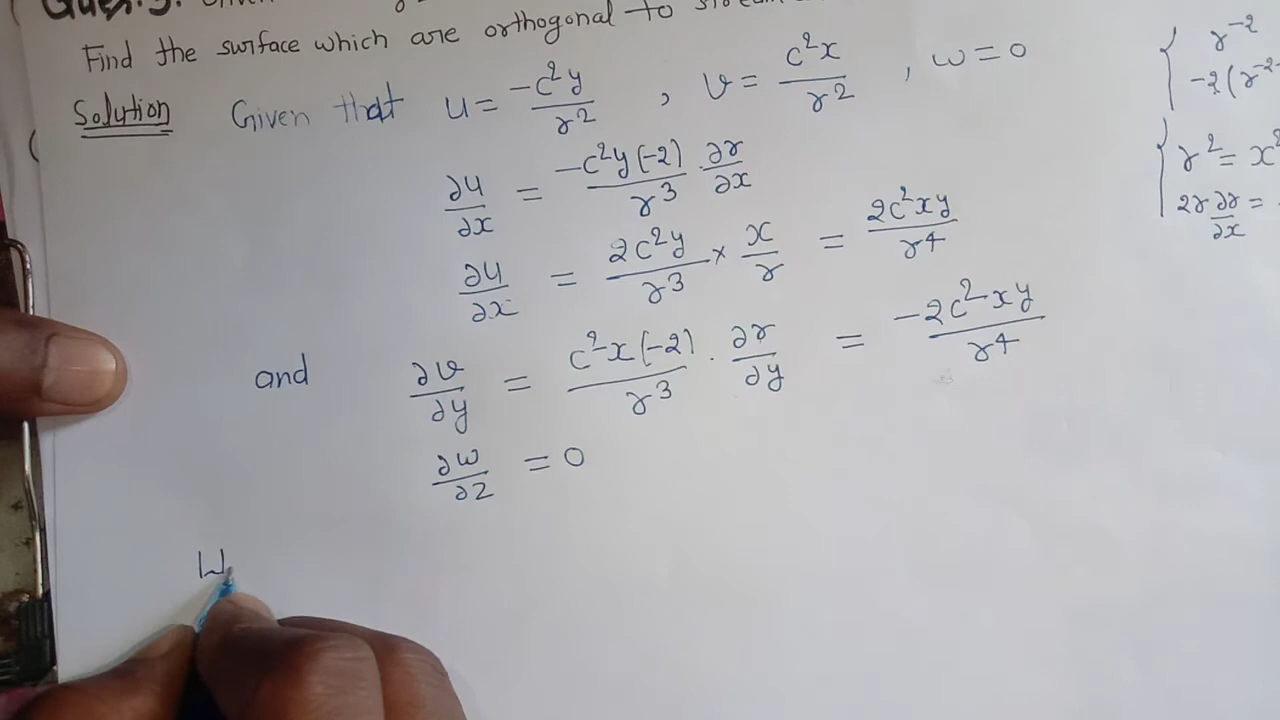 Find the surface which are orthogonal to
Solution Given that u = -c²y/r² , v = c²x/r² , w = 0
∂u/∂x = -c²y(-2)/r³ · ∂r/∂x
∂u/∂x = 2c²y/r³ × x/r = 2c²xy/r⁴
and ∂v/∂y = c²x(-2)/r³ · ∂r/∂y = -2c²xy/r⁴
∂w/∂z = 0
W
r⁻²
r² = x²
2r ∂r/∂x =